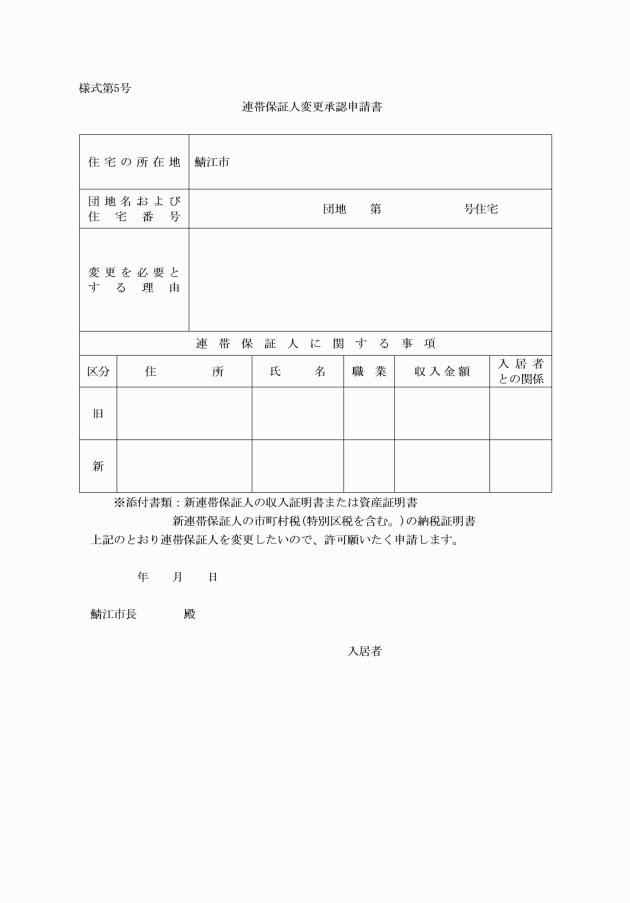 様式第5号
連帯保証人変更承認申請書
住宅の所在地 鯖江市
団地名および
住宅番号
団地 第 号住宅
変更を必要と
する理由
連帯保証人に関する事項
区分 住所 氏名 職業 収入金額 入居者
との関係
旧
新
※添付書類：新連帯保証人の収入証明書または資産証明書
新連帯保証人の市町村税(特別区税を含む。)の納税証明書
上記のとおり連帯保証人を変更したいので、許可願いたく申請します。
年 月 日
鯖江市長 殿
入居者